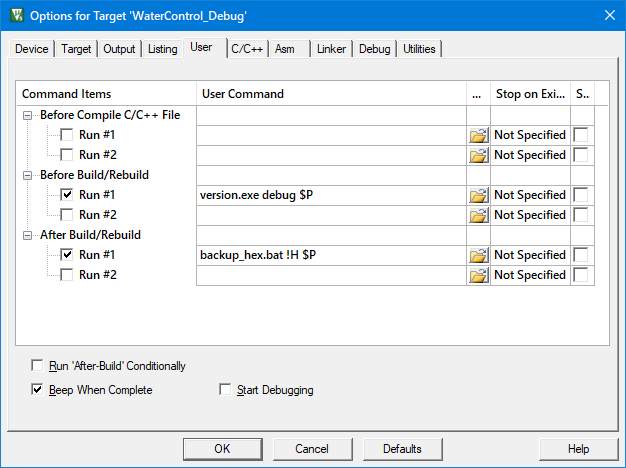 Options for Target 'WaterControl_Debug'
Device Target Output Listing User C/C++ Asm Linker Debug Utilities
Command Items User Command ... Stop on Exi... S..
Before Compile C/C++ File
Run #1 Not Specified
Run #2 Not Specified
Before Build/Rebuild
Run #1 version.exe debug $P Not Specified
Run #2 Not Specified
After Build/Rebuild
Run #1 backup_hex.bat !H $P Not Specified
Run #2 Not Specified
Run 'After-Build' Conditionally
Beep When Complete Start Debugging
OK Cancel Defaults Help